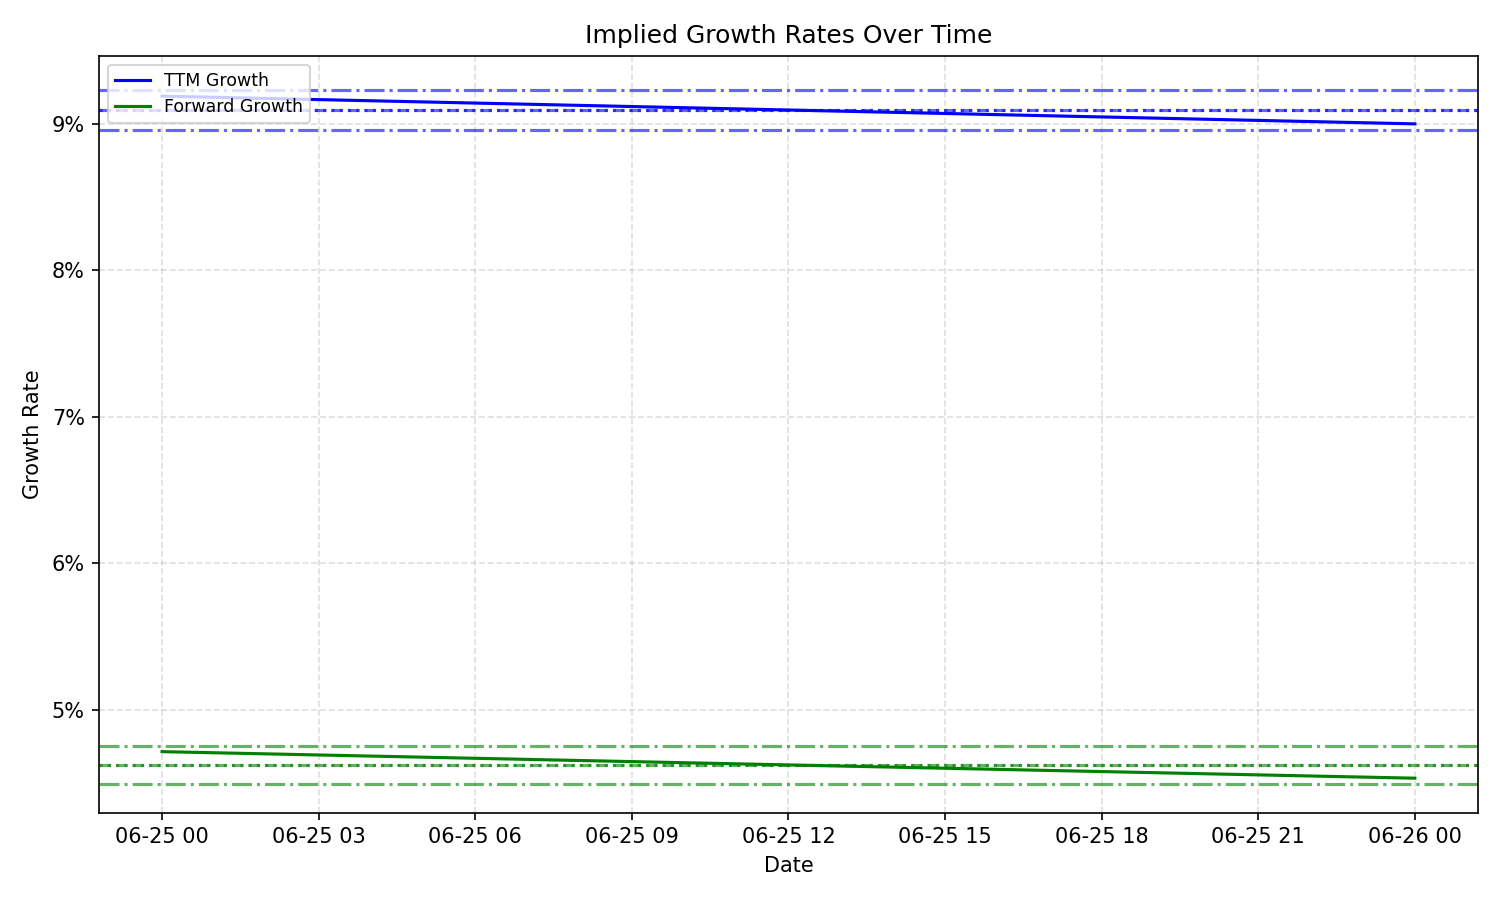 Implied Growth Rates Over Time
TTM Growth
Forward Growth
9%
8%
7%
6%
5%
Growth Rate
06-25 00 06-25 03 06-25 06 06-25 09 06-25 12 06-25 15 06-25 18 06-25 21 06-26 00
Date